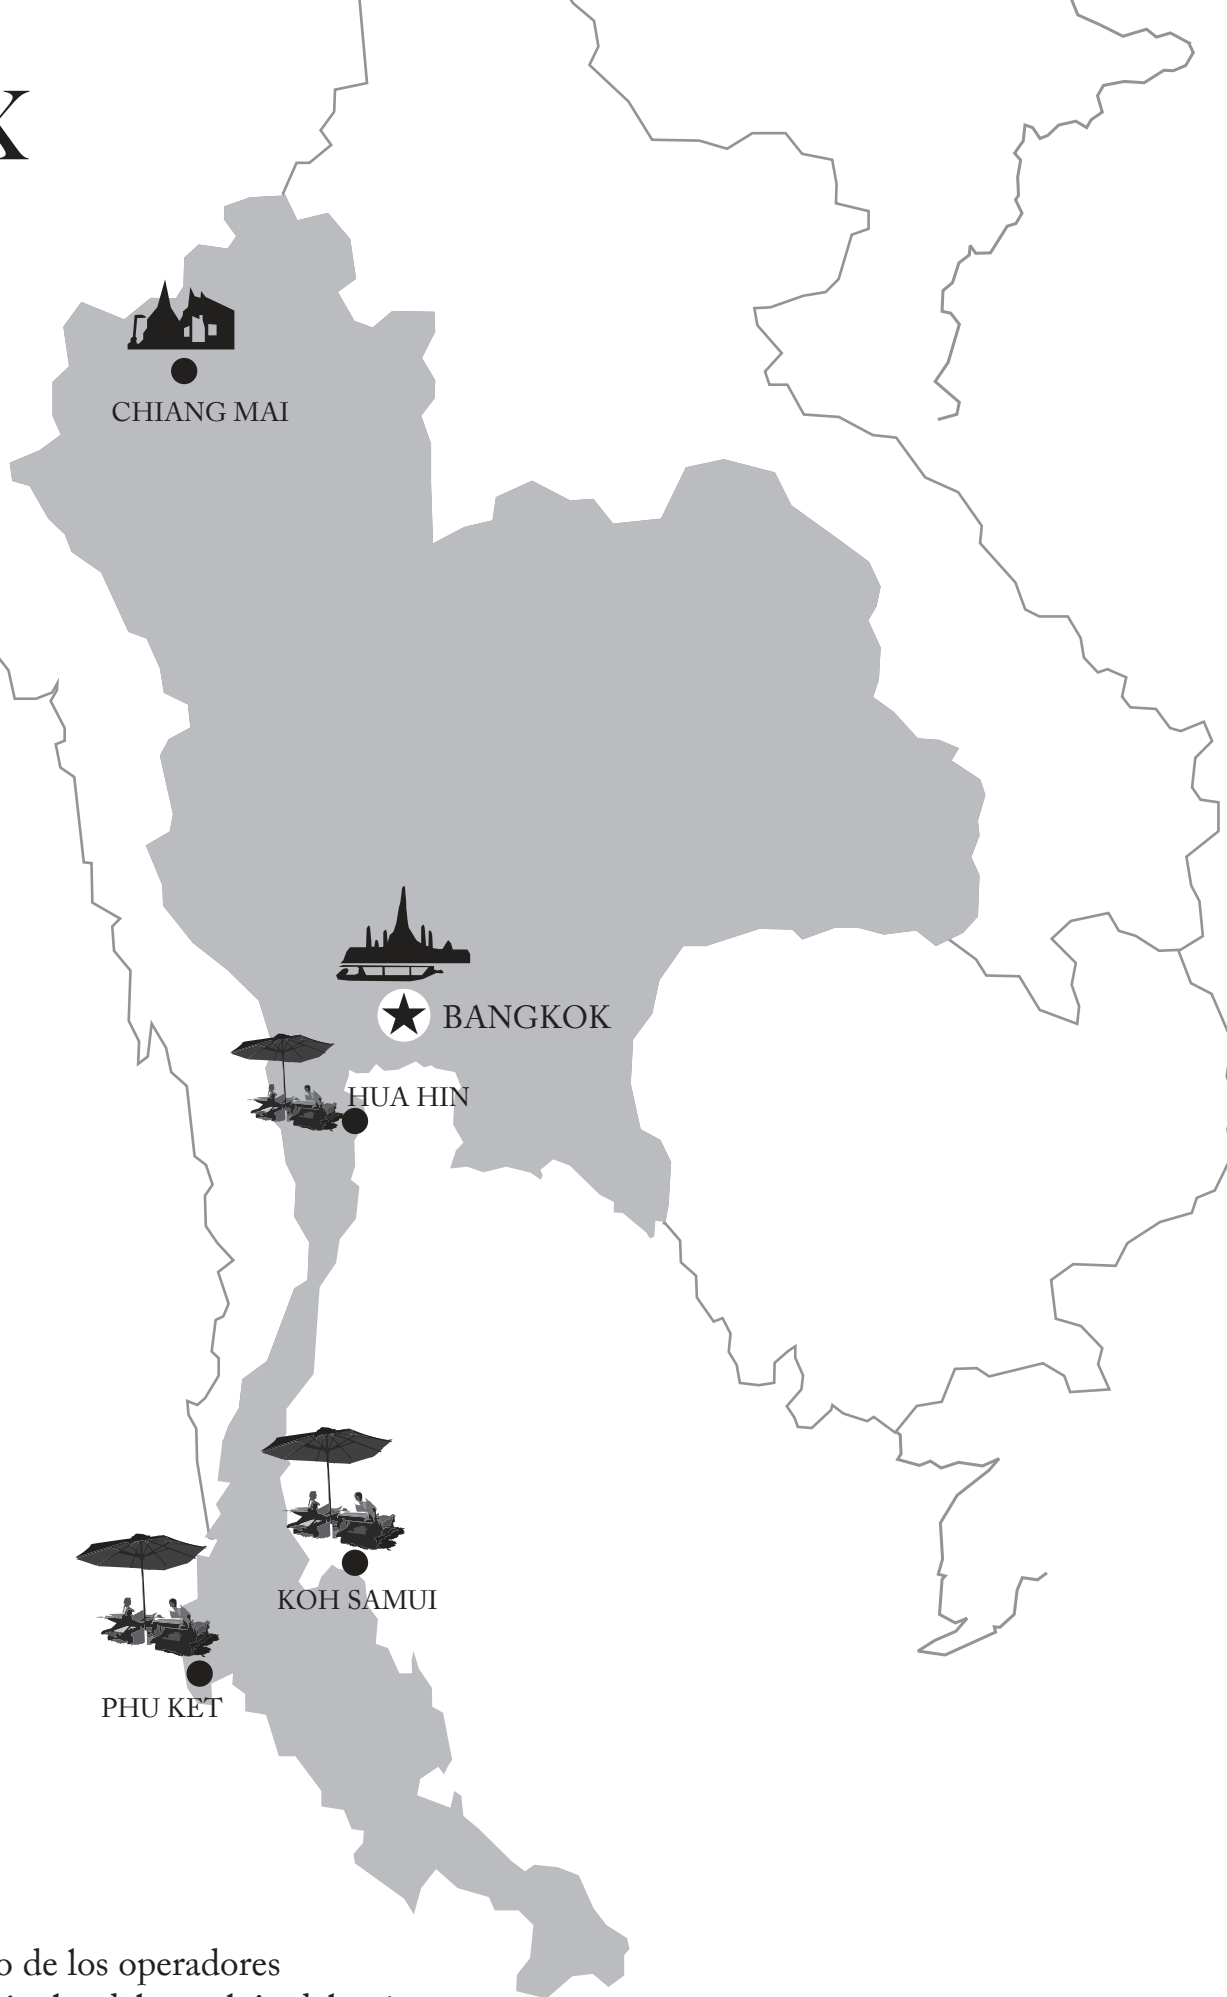 X
CHIANG MAI
BANGKOK
HUA HIN
KOH SAMUI
PHU KET
o de los operadores